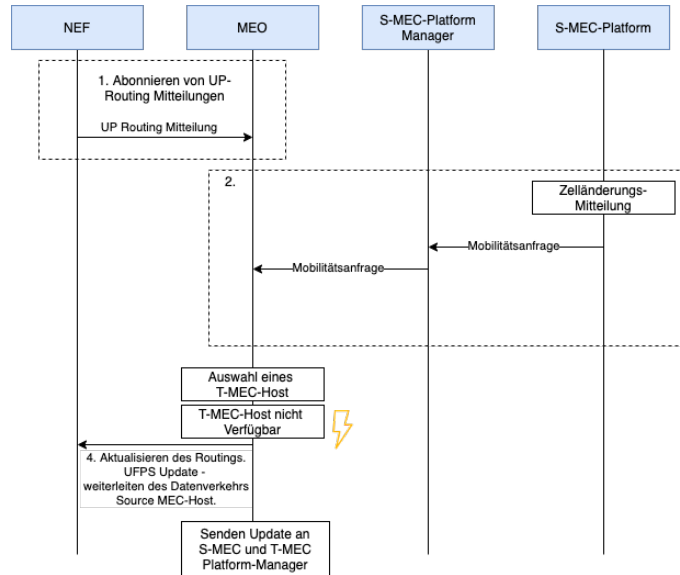 NEF
MEO
S-MEC-Platform
Manager
S-MEC-Platform
1. Abonnieren von UP-
Routing Mitteilungen
UP Routing Mitteilung
2.
Zelländerungs-
Mitteilung
Mobilitätsanfrage
Mobilitätsanfrage
Auswahl eines
T-MEC-Host
T-MEC-Host nicht
Verfügbar
4. Aktualisieren des Routings.
UFPS Update -
weiterleiten des Datenverkehrs
Source MEC-Host.
Senden Update an
S-MEC und T-MEC
Platform-Manager